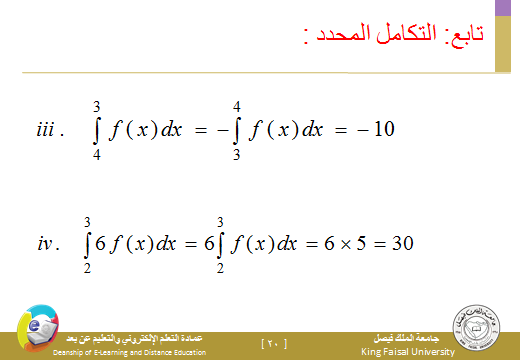 تابع: التكامل المحدد :
iii. ∫₄³ f(x)dx = −∫₃⁴ f(x)dx = −10
iv. ∫₂³ 6 f(x)dx = 6∫₂³ f(x)dx = 6 × 5 = 30
جامعة الملك فيصل
King Faisal University
[ ٢٠ ]
عمادة التعلم الإلكتروني والتعليم عن بعد
Deanship of E-Learning and Distance Education